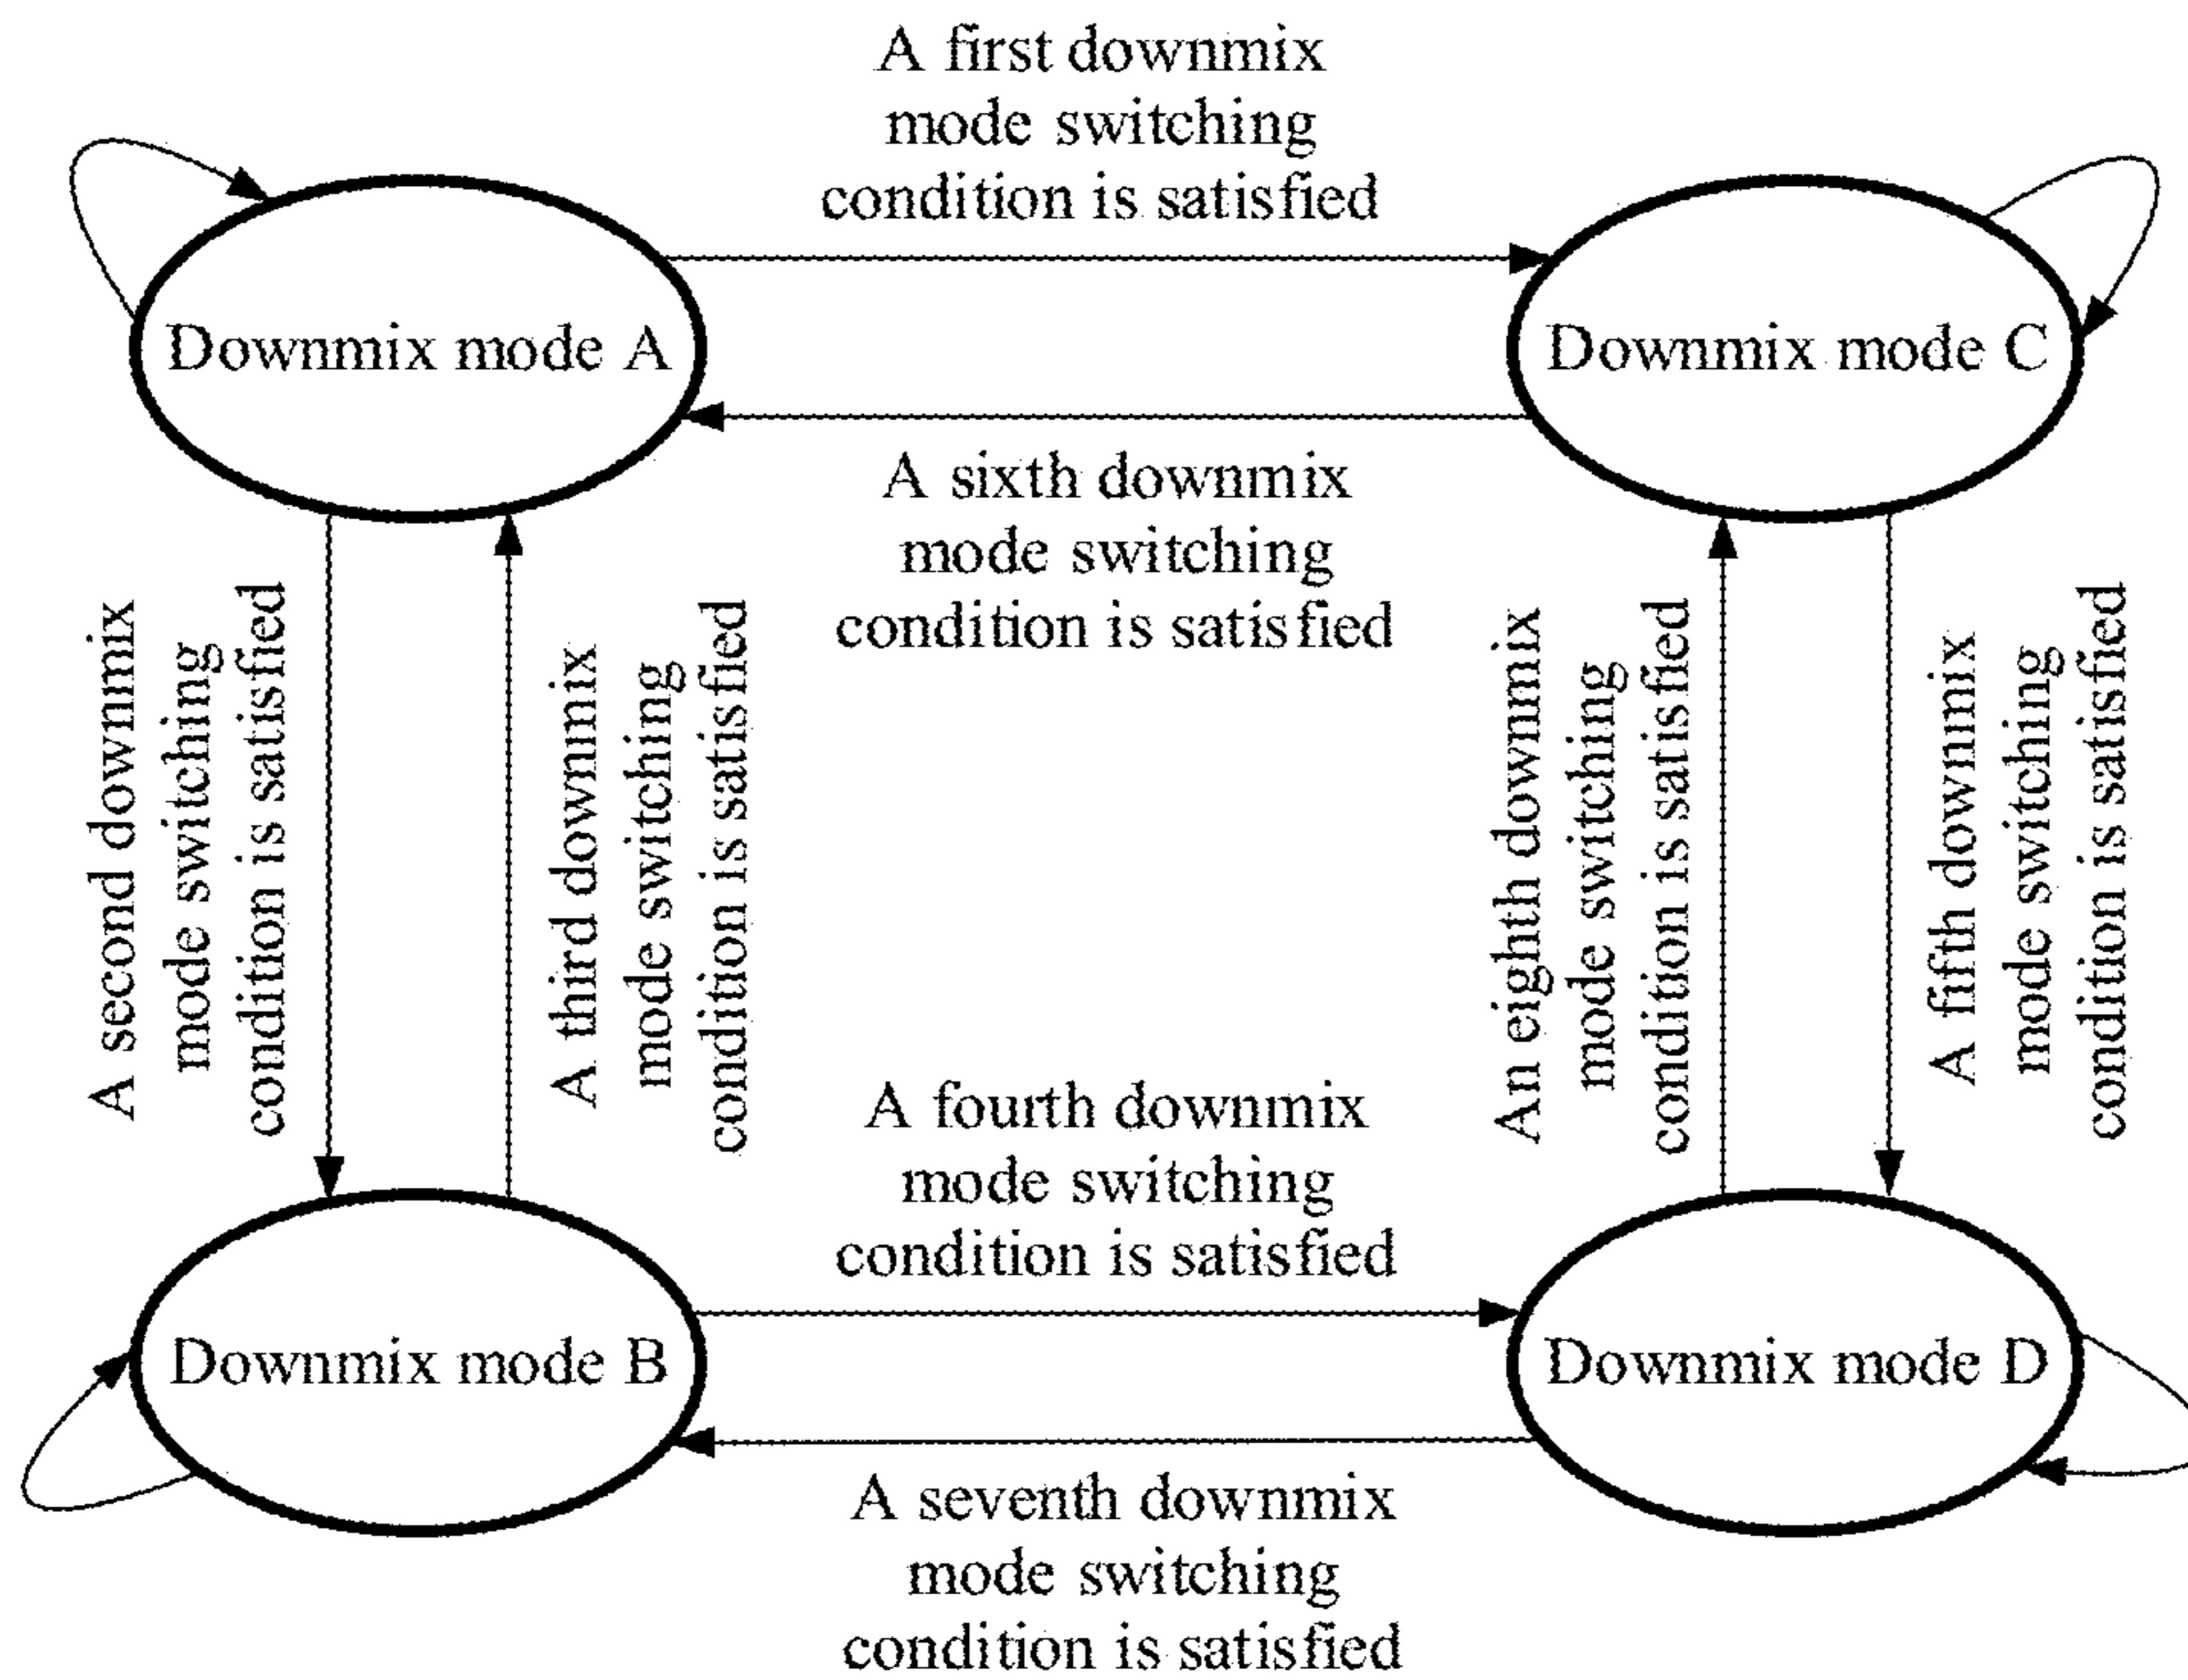 A first downmix
mode switching
condition is satisfied
Downmix mode A
Downmix mode C
A sixth downmix
mode switching
condition is satisfied
A second downmix
mode switching
condition is satisfied
A third downmix
mode switching
condition is satisfied
An eighth downmix
mode switching
condition is satisfied
A fifth downmix
mode switching
condition is satisfied
A fourth downmix
mode switching
condition is satisfied
Downmix mode B
Downmix mode D
A seventh downmix
mode switching
condition is satisfied